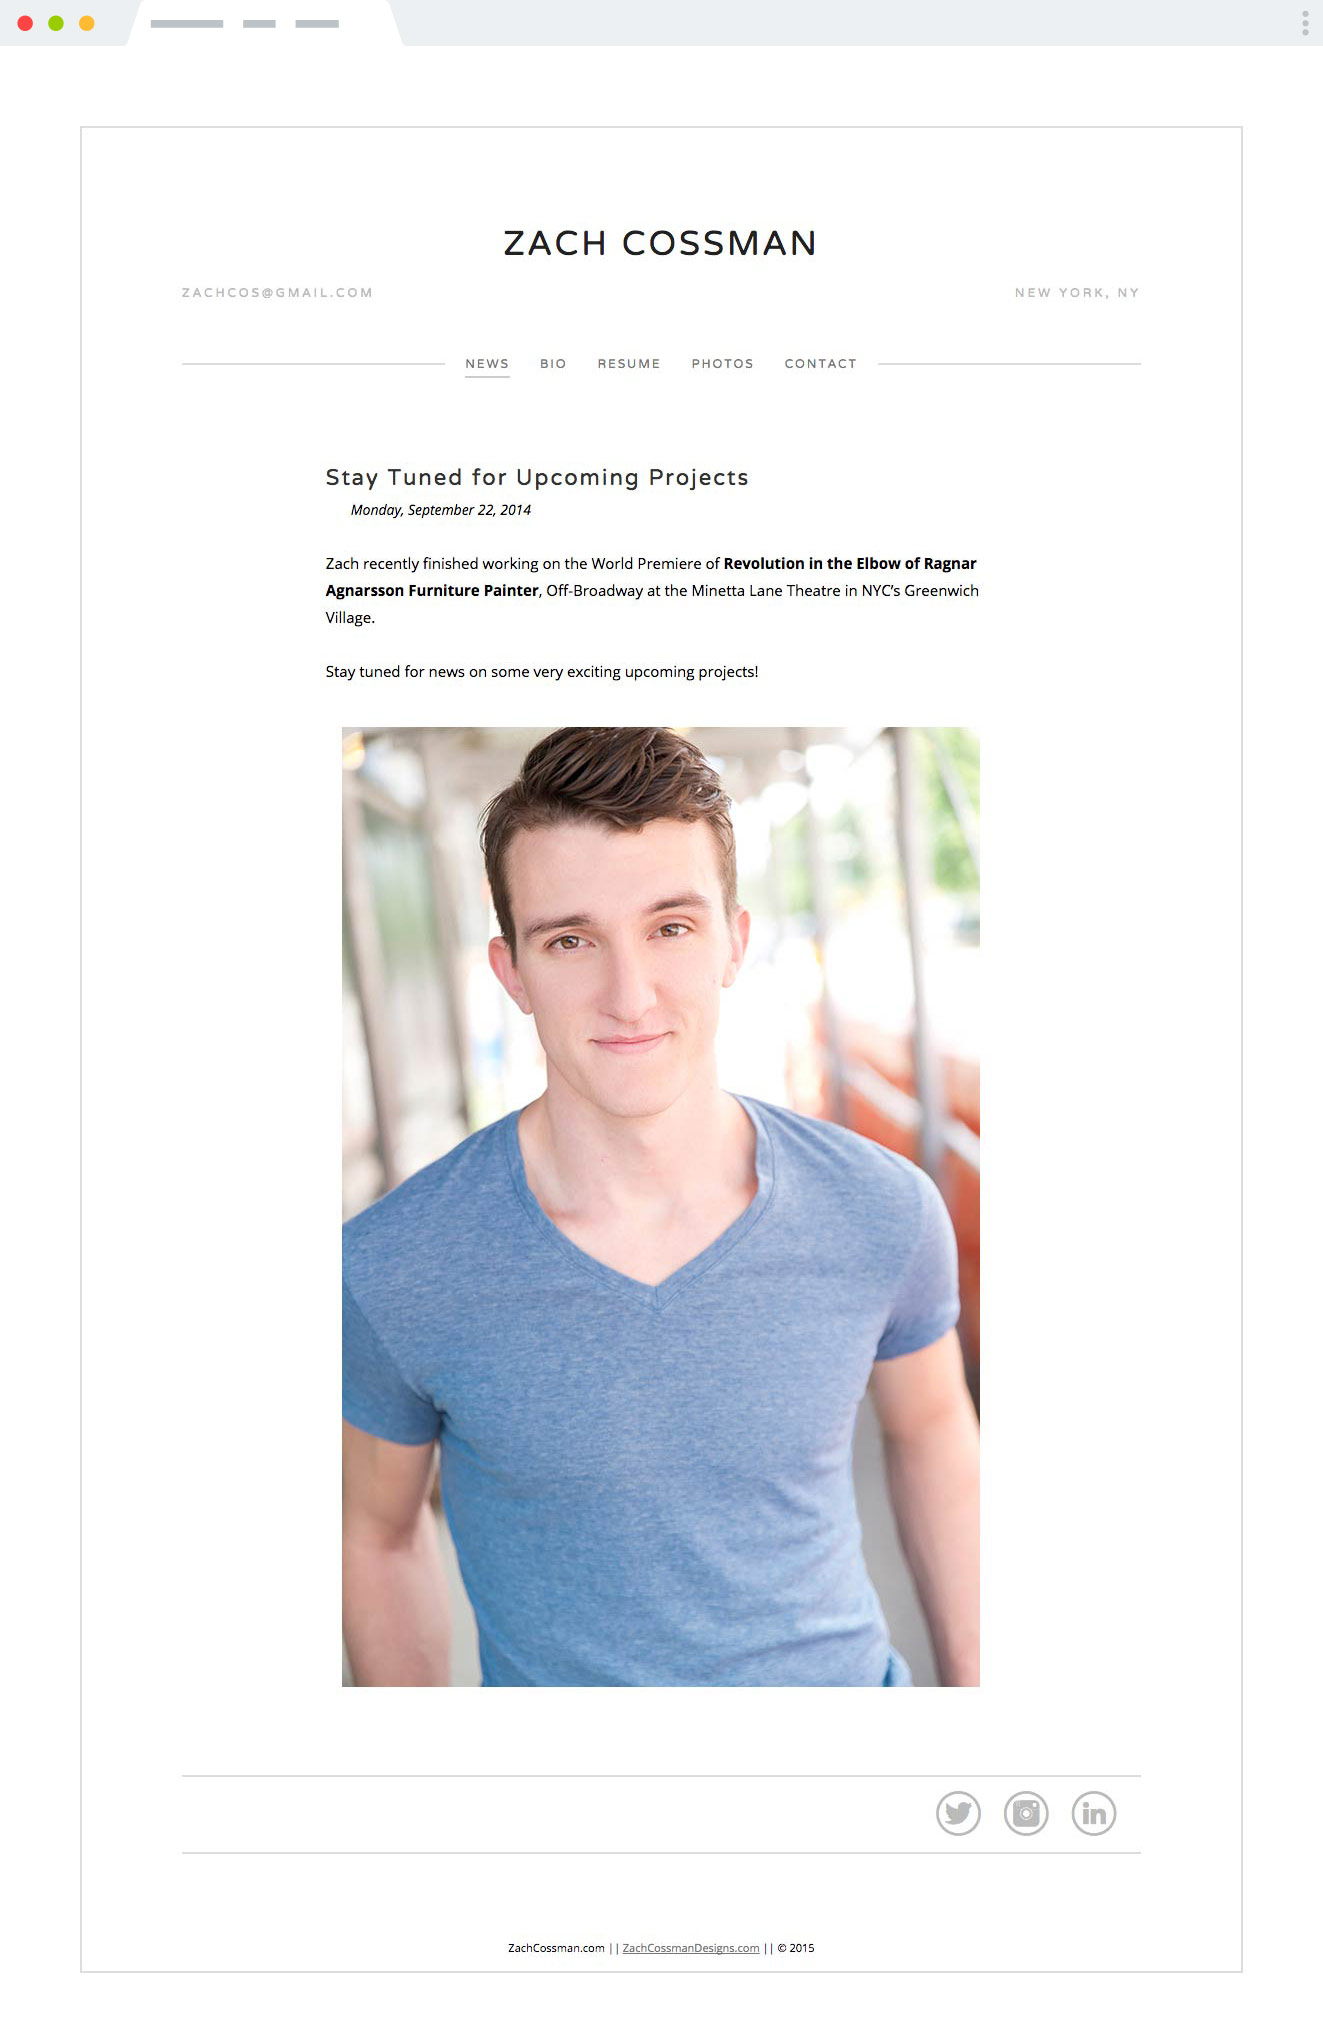 ZACH COSSMAN
ZACHCOS@GMAIL.COM
NEW YORK, NY
NEWS BIO RESUME PHOTOS CONTACT
Stay Tuned for Upcoming Projects
Monday, September 22, 2014
Zach recently finished working on the World Premiere of Revolution in the Elbow of Ragnar
Agnarsson Furniture Painter, Off-Broadway at the Minetta Lane Theatre in NYC's Greenwich
Village.
Stay tuned for news on some very exciting upcoming projects!
in
ZachCossman.com || ZachCossmanDesigns.com || © 2015